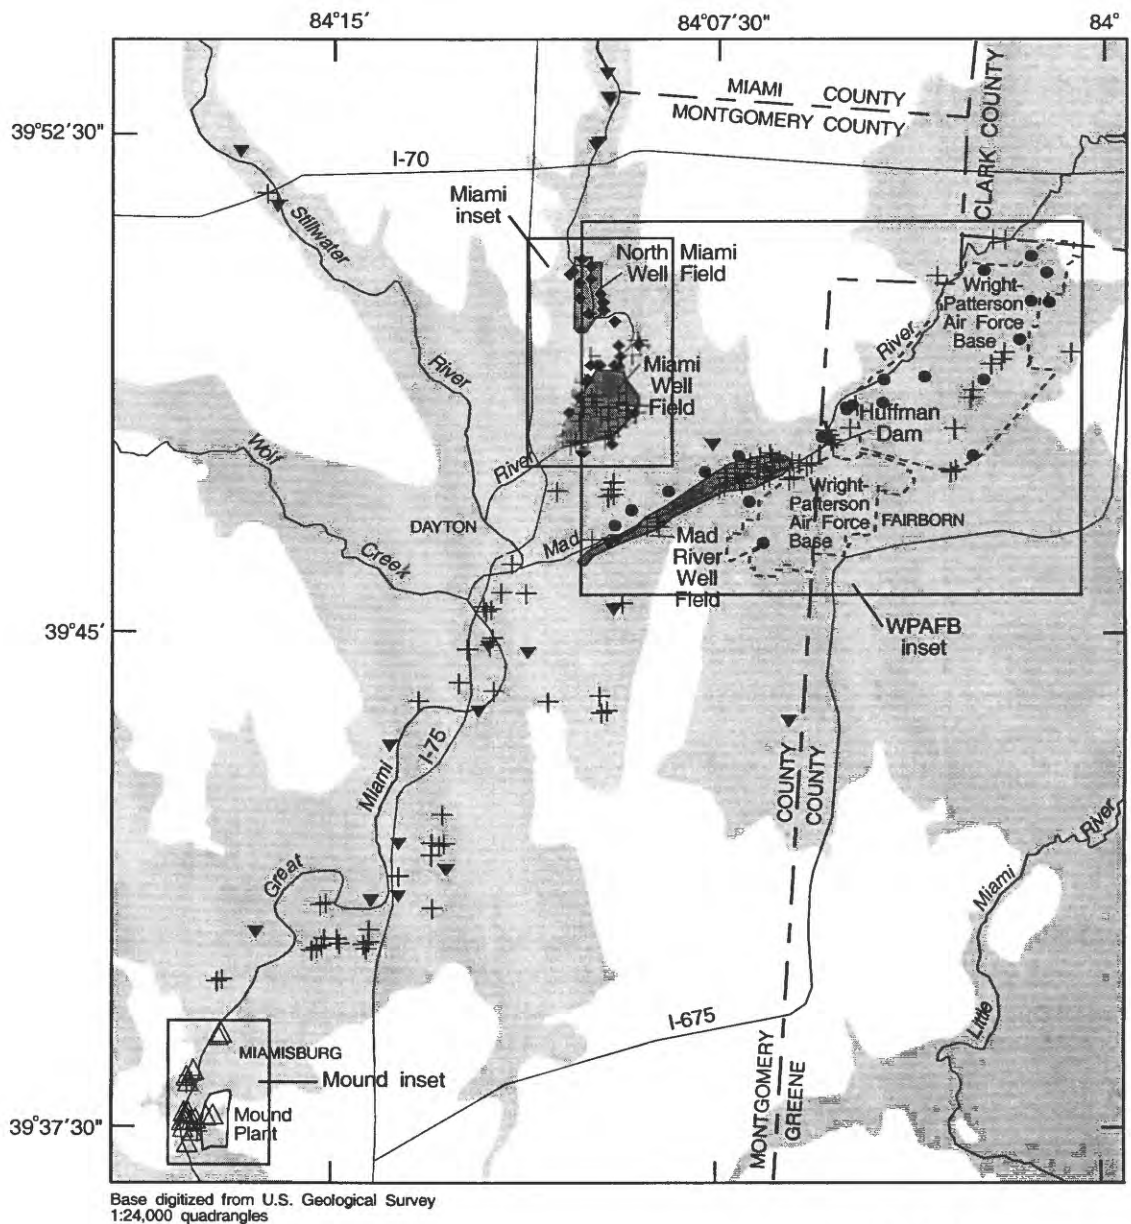 84°15'
84°07'30"
84°
39°52'30"
MIAMI COUNTY
MONTGOMERY COUNTY
CLARK COUNTY
I-70
Miami
inset
Stillwater
River
North Miami
Well Field
Wright-
Patterson
Air Force
Base
River
Miami
Well
Field
Huffman
Dam
Wolf
Creek
River
DAYTON
Mad
Wright-
Patterson
Air Force
Base
FAIRBORN
Mad
River
Well
Field
39°45'
WPAFB
inset
I-75
Miami
Great
COUNTY
COUNTY
River
Miami
Little
I-675
MONTGOMERY
GREENE
MIAMISBURG
Mound inset
Mound
Plant
39°37'30"
Base digitized from U.S. Geological Survey
1:24,000 quadrangles